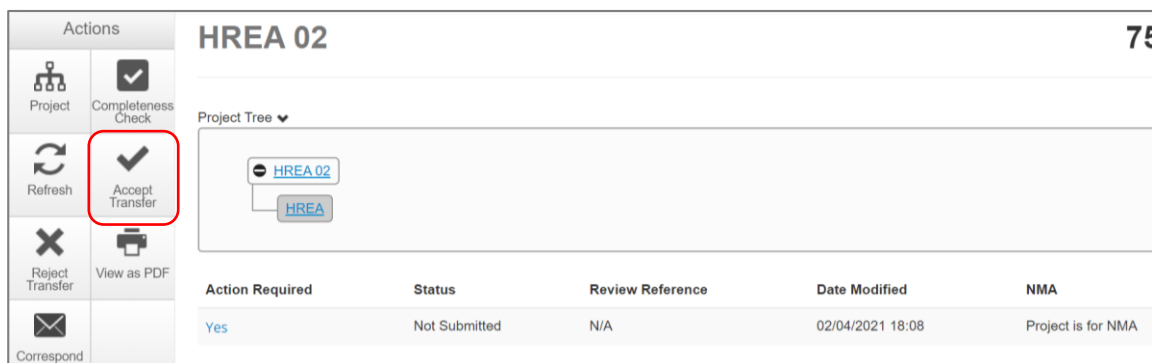 Actions
HREA 02
75
Project
Completeness
Check
Project Tree
HREA 02
Refresh
Accept
Transfer
HREA
Reject
Transfer
View as PDF
Action Required Status Review Reference Date Modified NMA
Yes Not Submitted N/A 02/04/2021 18:08 Project is for NMA
Correspond